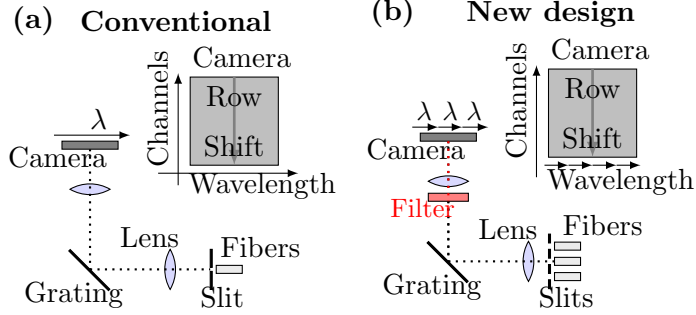 (a) Conventional
Camera
Channels
Row
Shift
Wavelength
λ
Camera
Lens
Fibers
Grating
Slit
(b) New design
Camera
Channels
Row
Shift
Wavelength
λ λ λ
Camera
Filter
Lens
Fibers
Grating
Slits